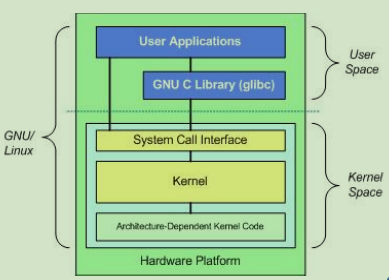 User Applications
GNU C Library (glibc)
User
Space
GNU/
Linux
System Call Interface
Kernel
Kernel
Space
Architecture-Dependent Kernel Code
Hardware Platform